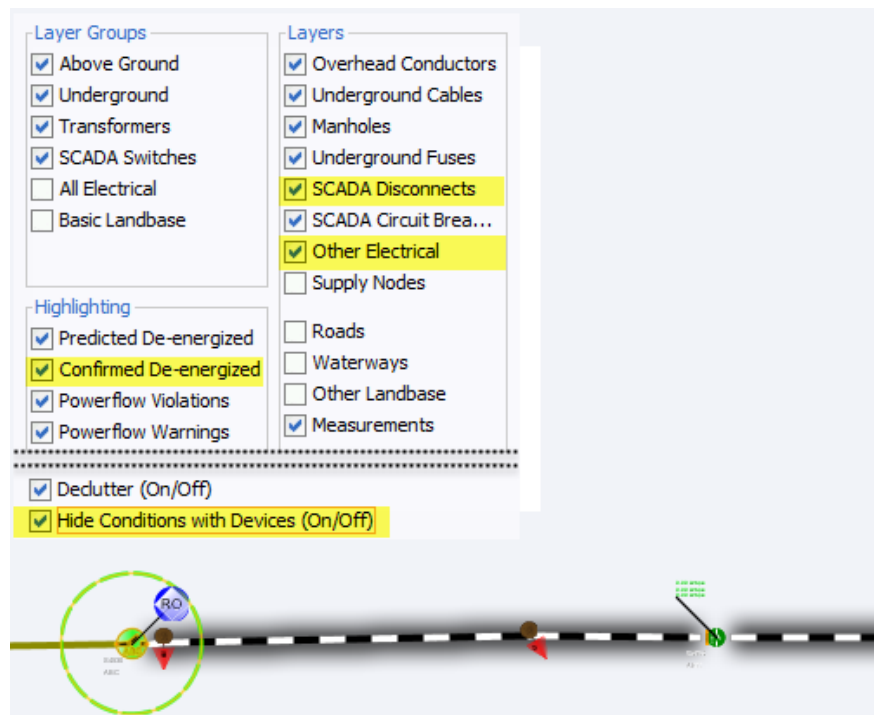 Layer Groups
Above Ground
Underground
Transformers
SCADA Switches
All Electrical
Basic Landbase
Highlighting
Predicted De-energized
Confirmed De-energized
Powerflow Violations
Powerflow Warnings
Layers
Overhead Conductors
Underground Cables
Manholes
Underground Fuses
SCADA Disconnects
SCADA Circuit Brea...
Other Electrical
Supply Nodes
Roads
Waterways
Other Landbase
Measurements
Declutter (On/Off)
Hide Conditions with Devices (On/Off)
RO
ABC